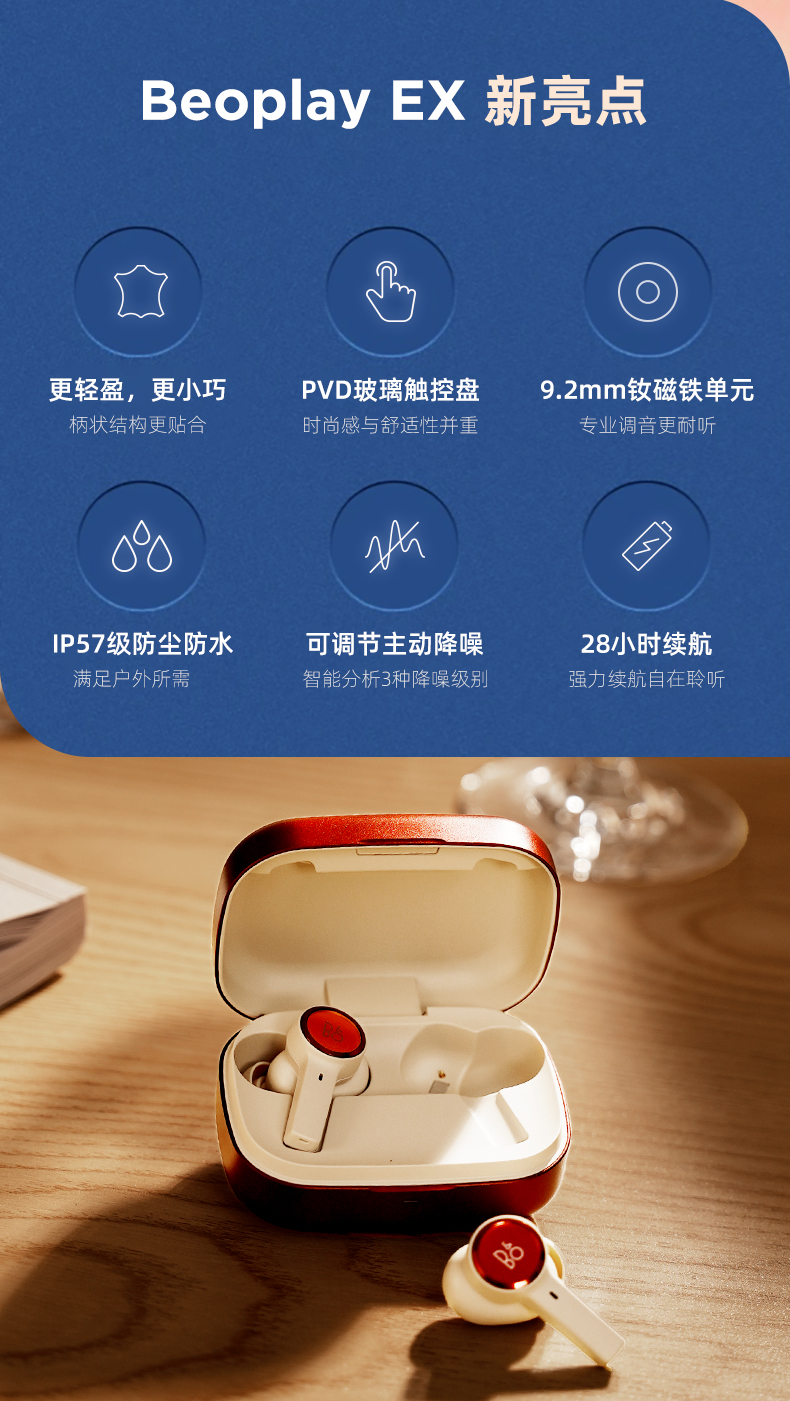 Beoplay EX 新亮点
更轻盈，更小巧
柄状结构更贴合
PVD玻璃触控盘
时尚感与舒适性并重
9.2mm钕磁铁单元
专业调音更耐听
IP57级防尘防水
满足户外所需
可调节主动降噪
智能分析3种降噪级别
28小时续航
强力续航自在聆听
BO
BO